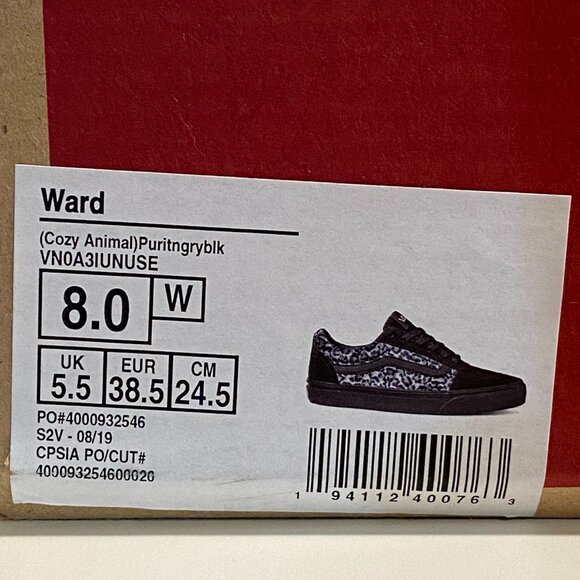 Ward
(Cozy Animal)Puritngryblk
VN0A3IUNUSE
8.0 W
UK EUR CM
5.5 38.5 24.5
PO#4000932546
S2V - 08/19
CPSIA PO/CUT#
400093254600020
1 94112 40076 3